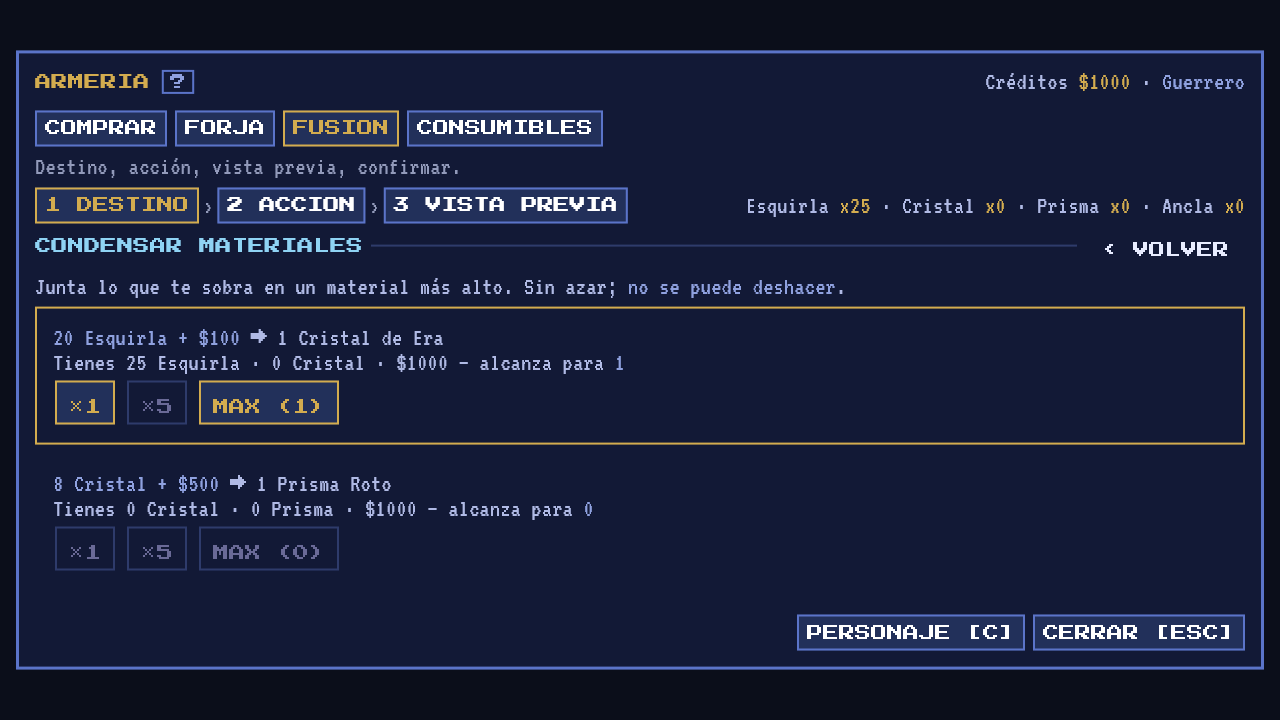 ARMERIA ? Créditos $1000 · Guerrero
COMPRAR FORJA FUSION CONSUMIBLES
Destino, acción, vista previa, confirmar.
1 DESTINO › 2 ACCION › 3 VISTA PREVIA Esquirla x25 · Cristal x0 · Prisma x0 · Ancla x0
CONDENSAR MATERIALES ‹ VOLVER
Junta lo que te sobra en un material más alto. Sin azar; no se puede deshacer.
20 Esquirla + $100 🡆 1 Cristal de Era
Tienes 25 Esquirla · 0 Cristal · $1000 — alcanza para 1
×1 ×5 MAX (1)
8 Cristal + $500 🡆 1 Prisma Roto
Tienes 0 Cristal · 0 Prisma · $1000 — alcanza para 0
×1 ×5 MAX (0)
PERSONAJE [C] CERRAR [ESC]